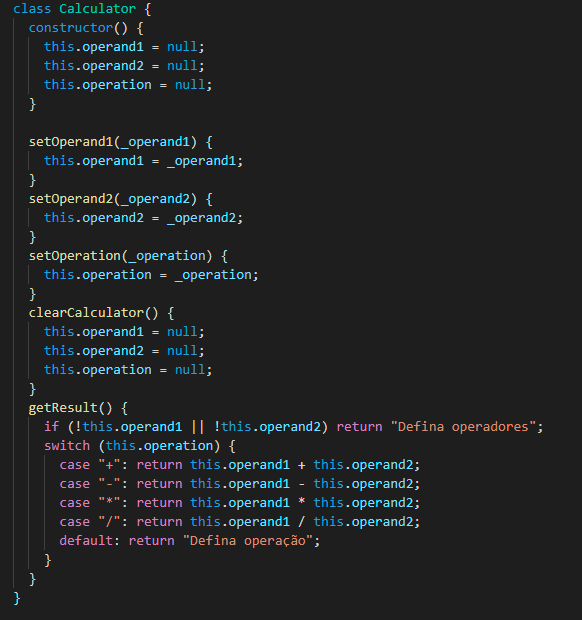 class Calculator {
  constructor() {
    this.operand1 = null;
    this.operand2 = null;
    this.operation = null;
  }

  setOperand1(_operand1) {
    this.operand1 = _operand1;
  }
  setOperand2(_operand2) {
    this.operand2 = _operand2;
  }
  setOperation(_operation) {
    this.operation = _operation;
  }
  clearCalculator() {
    this.operand1 = null;
    this.operand2 = null;
    this.operation = null;
  }
  getResult() {
    if (!this.operand1 || !this.operand2) return "Defina operadores";
    switch (this.operation) {
      case "+": return this.operand1 + this.operand2;
      case "-": return this.operand1 - this.operand2;
      case "*": return this.operand1 * this.operand2;
      case "/": return this.operand1 / this.operand2;
      default: return "Defina operação";
    }
  }
}